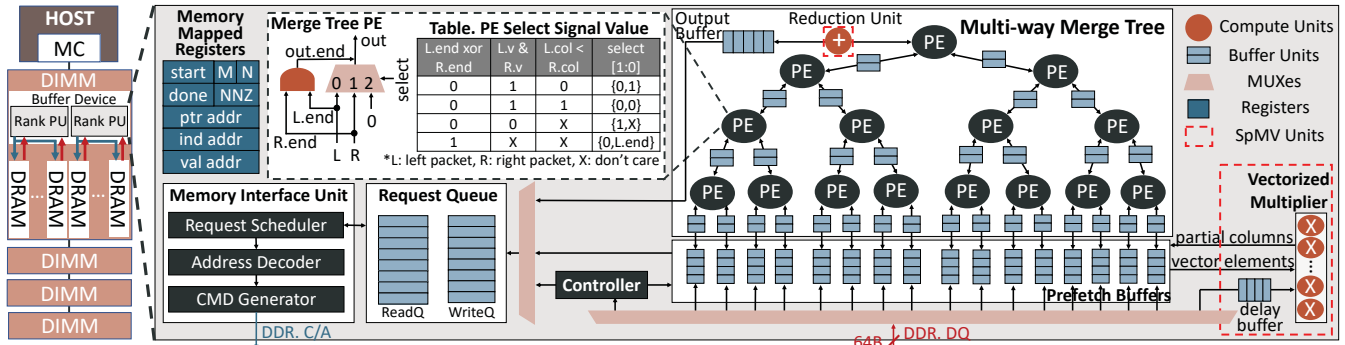 HOST
MC
DIMM
Buffer Device
Rank PU
Rank PU
DRAM
...
DRAM
DRAM
...
DRAM
DIMM
DIMM
DIMM
Memory
Mapped
Registers
start M N
done NNZ
ptr addr
ind addr
val addr
Merge Tree PE
out
out.end
0 1 2
select
L.end
0
R.end
L R
Table. PE Select Signal Value
L.end xor R.end | L.v & R.v | L.col < R.col | select [1:0]
0 1 0 {0,1}
0 1 1 {0,0}
0 0 X {1,X}
1 X X {0,L.end}
*L: left packet, R: right packet, X: don't care
Output
Buffer
Reduction Unit
+
Multi-way Merge Tree
PE
PE PE
PE PE PE PE
PE PE PE PE PE PE PE PE
Compute Units
Buffer Units
MUXes
Registers
SpMV Units
Memory Interface Unit
Request Scheduler
Address Decoder
CMD Generator
DDR. C/A
Request Queue
ReadQ WriteQ
Controller
Prefetch Buffers
64B
DDR. DQ
Vectorized
Multiplier
partial columns
vector elements
delay
buffer
X
X
X
X